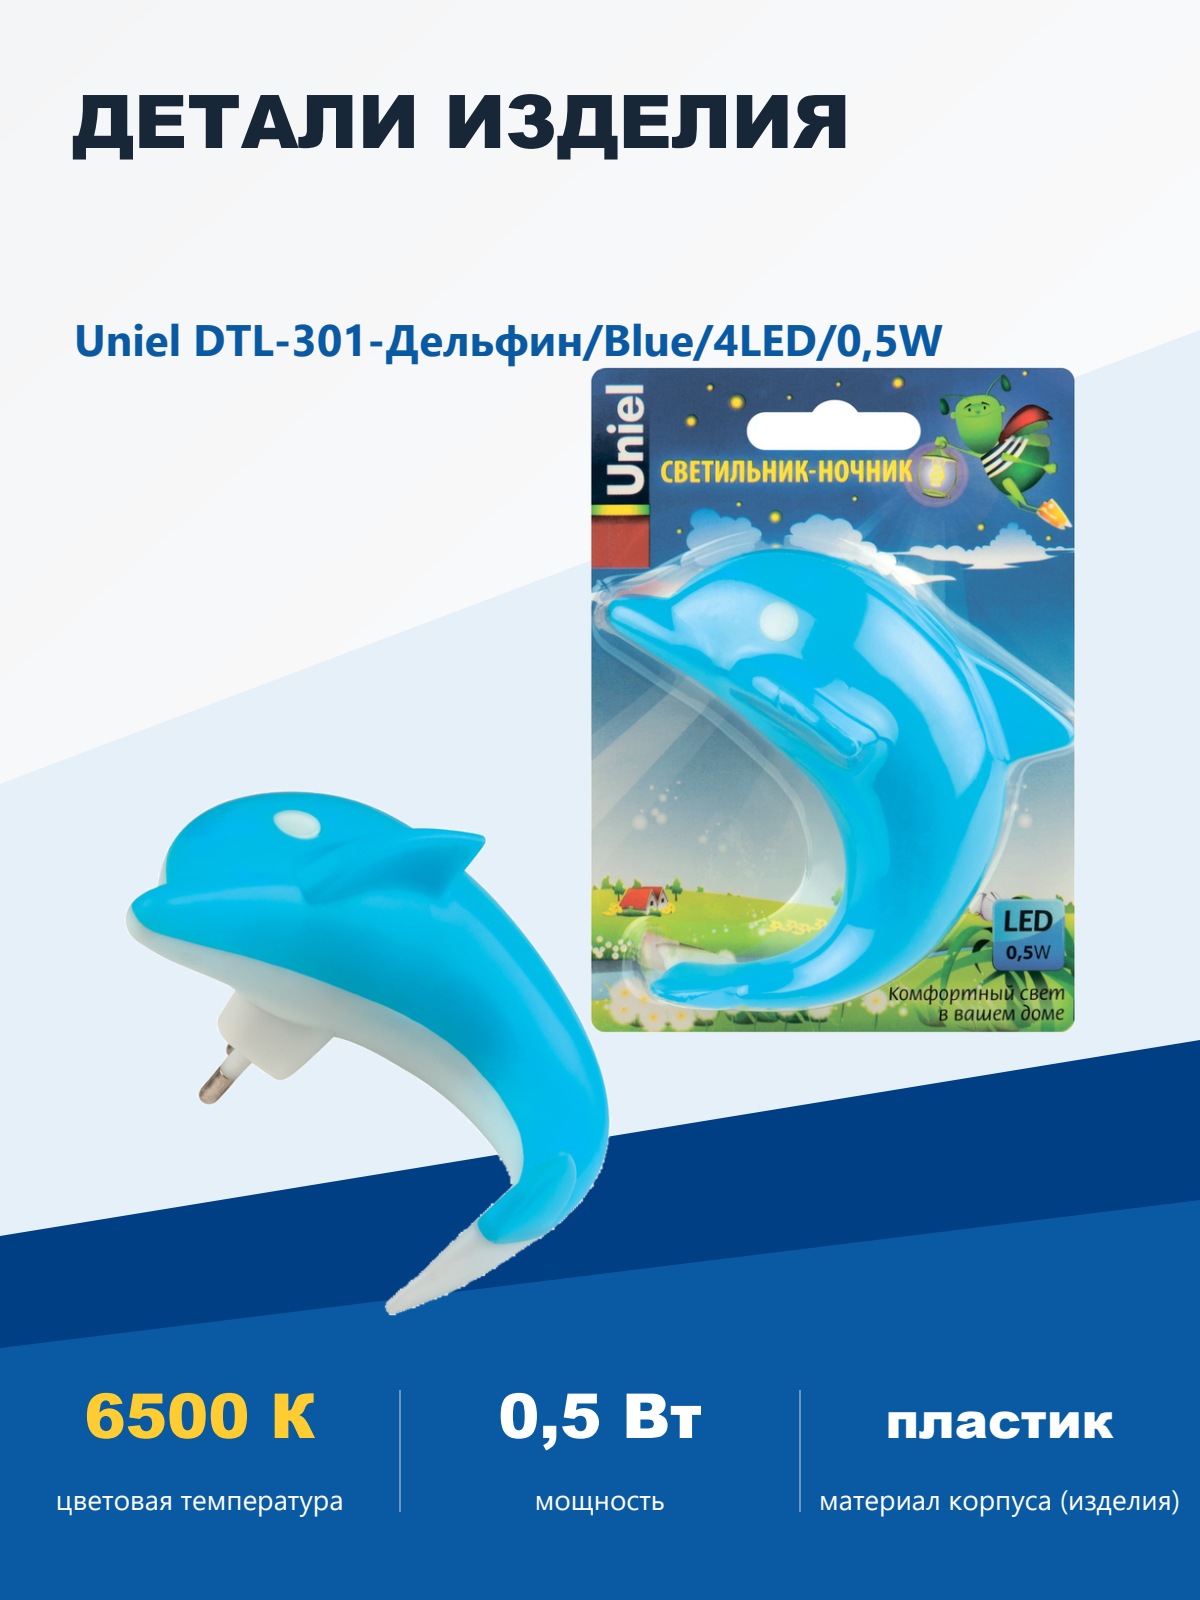 ДЕТАЛИ ИЗДЕЛИЯ
Uniel DTL-301-Дельфин/Blue/4LED/0,5W
Uniel
СВЕТИЛЬНИК-НОЧНИК
LED
0,5W
Комфортный свет
в вашем доме
6500 К
цветовая температура
0,5 Вт
мощность
пластик
материал корпуса (изделия)